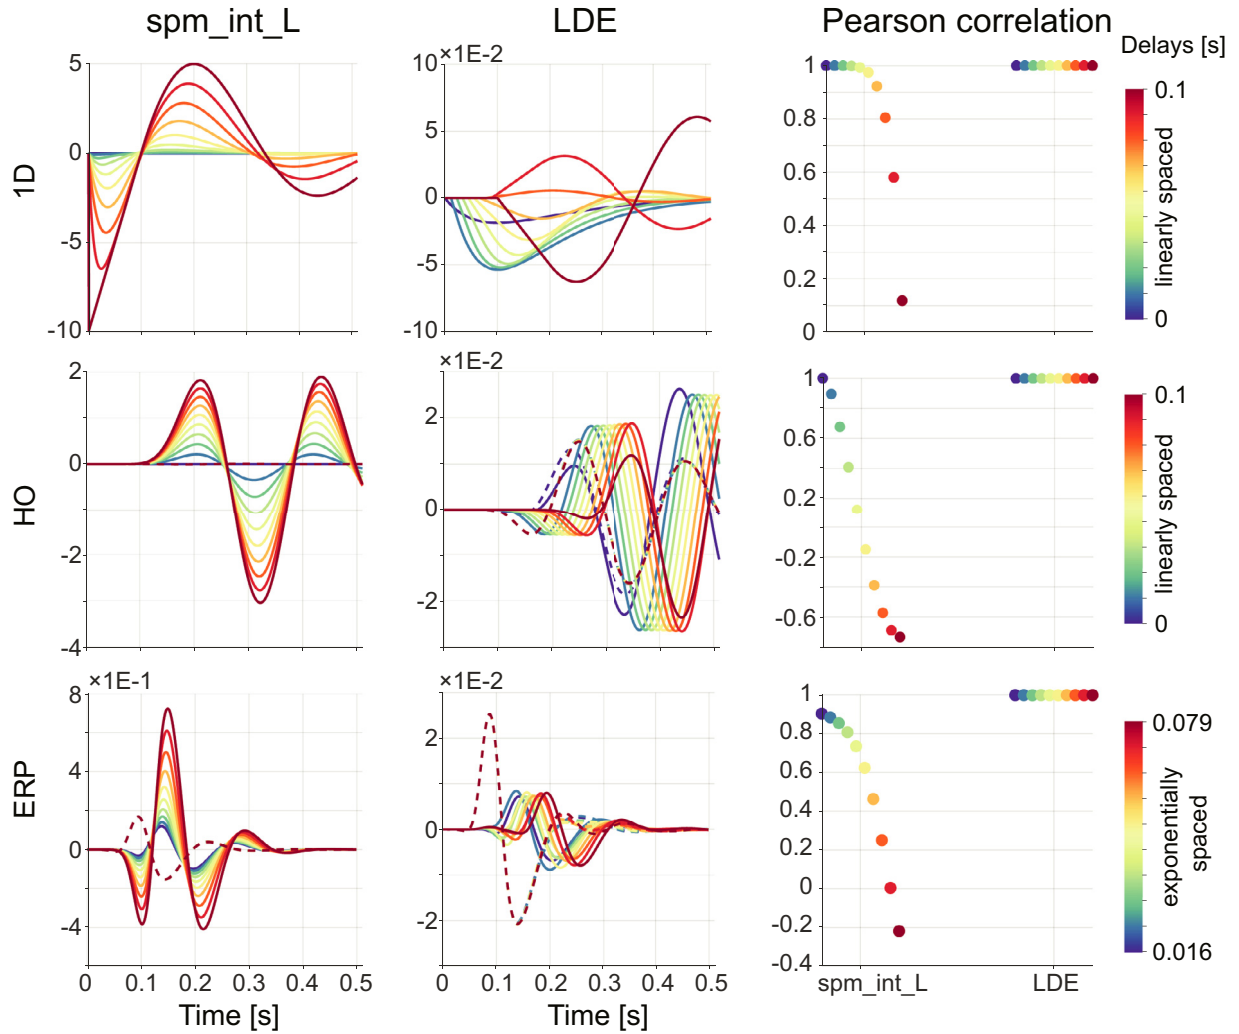 spm_int_L LDE Pearson correlation
Delays [s]
1D
5
0
-5
-10
×1E-2
10
5
0
-5
-10
1
0.8
0.6
0.4
0.2
0
0.1
linearly spaced
0
HO
2
0
-2
-4
×1E-2
2
0
-2
1
0.6
0.2
-0.2
-0.6
0.1
linearly spaced
0
ERP
×1E-1
8
4
0
-4
×1E-2
2
0
-2
1
0.8
0.6
0.4
0.2
0
-0.2
-0.4
0.079
exponentially
spaced
0.016
0 0.1 0.2 0.3 0.4 0.5
Time [s]
0 0.1 0.2 0.3 0.4 0.5
Time [s]
spm_int_L LDE